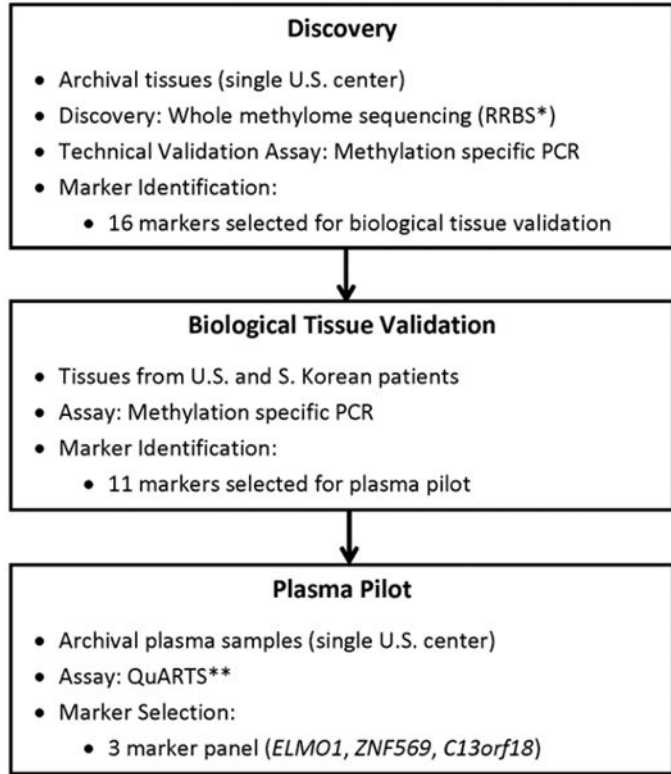 Discovery
• Archival tissues (single U.S. center)
• Discovery: Whole methylome sequencing (RRBS*)
• Technical Validation Assay: Methylation specific PCR
• Marker Identification:
• 16 markers selected for biological tissue validation
Biological Tissue Validation
• Tissues from U.S. and S. Korean patients
• Assay: Methylation specific PCR
• Marker Identification:
• 11 markers selected for plasma pilot
Plasma Pilot
• Archival plasma samples (single U.S. center)
• Assay: QuARTS**
• Marker Selection:
• 3 marker panel (ELMO1, ZNF569, C13orf18)